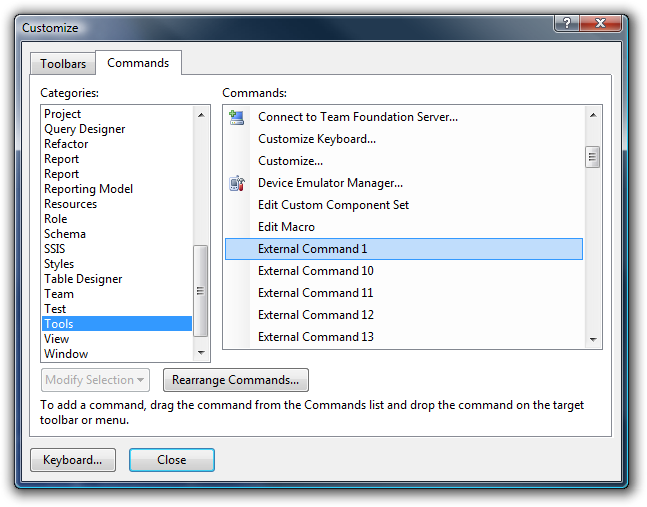 Customize
Toolbars
Commands
Categories:
Project
Query Designer
Refactor
Report
Report
Reporting Model
Resources
Role
Schema
SSIS
Styles
Table Designer
Team
Test
Tools
View
Window
Commands:
Connect to Team Foundation Server...
Customize Keyboard...
Customize...
Device Emulator Manager...
Edit Custom Component Set
Edit Macro
External Command 1
External Command 10
External Command 11
External Command 12
External Command 13
Modify Selection
Rearrange Commands...
To add a command, drag the command from the Commands list and drop the command on the target
toolbar or menu.
Keyboard...
Close